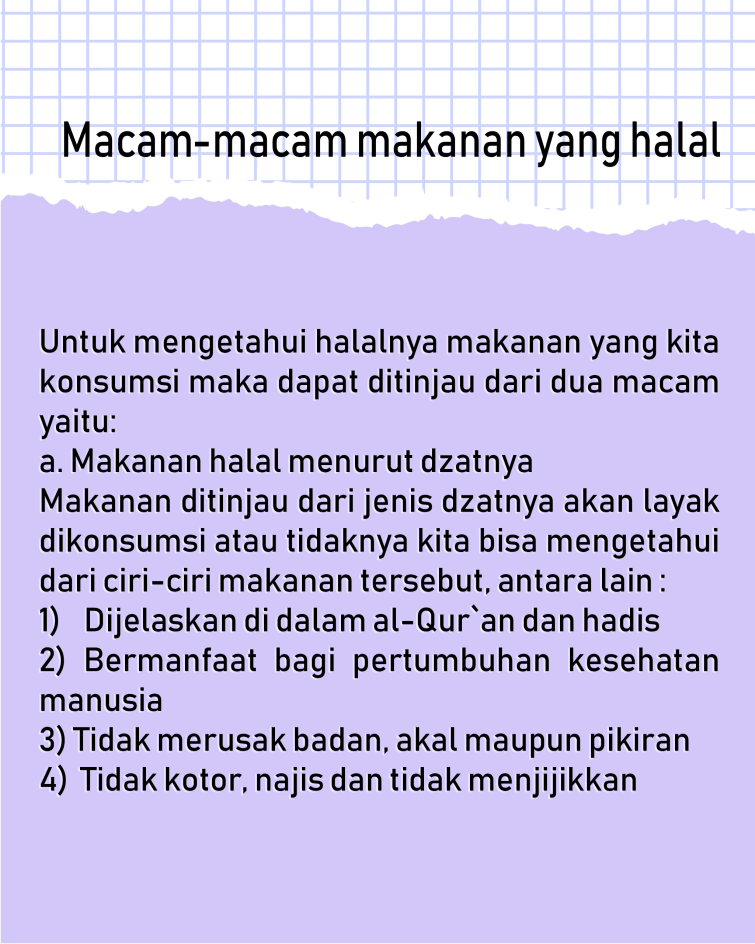 Macam-macam makanan yang halal
Untuk mengetahui halalnya makanan yang kita
konsumsi maka dapat ditinjau dari dua macam
yaitu:
a. Makanan halal menurut dzatnya
Makanan ditinjau dari jenis dzatnya akan layak
dikonsumsi atau tidaknya kita bisa mengetahui
dari ciri-ciri makanan tersebut, antara lain :
1) Dijelaskan di dalam al-Qur`an dan hadis
2) Bermanfaat bagi pertumbuhan kesehatan
manusia
3) Tidak merusak badan, akal maupun pikiran
4) Tidak kotor, najis dan tidak menjijikkan